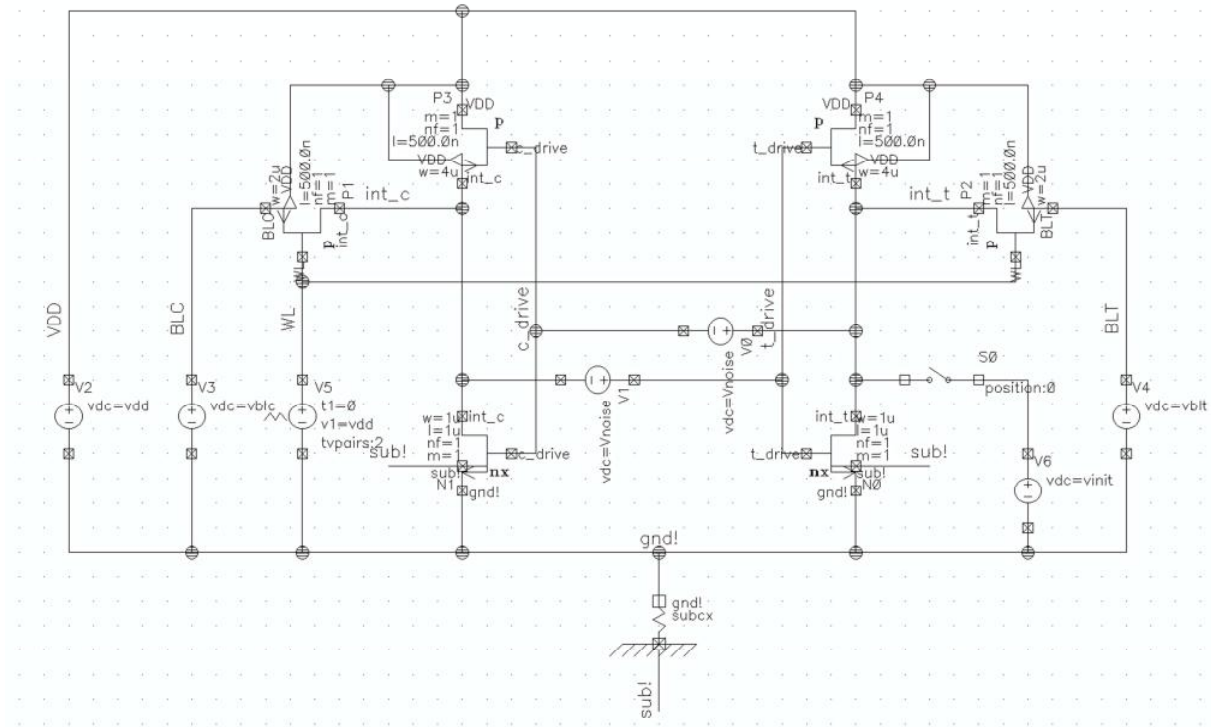 P3
VDD
p
m=1
nf=1
l=500.0n
VDD
w=4u
c_drive
int_c
VDD
P4
p
m=1
nf=1
l=500.0n
VDD
w=4u
t_drive
int_t
w=2u
VDD
l=500.0n
nf=1
m=1
P1
BLC
int_c
p
WL
int_c
int_t
P2
m=1
nf=1
l=500.0n
VDD
w=2u
int_t
p
BLT
WL
VDD
BLC
WL
c_drive
t_drive
BLT
V0
vdc=Vnoise
V1
vdc=Vnoise
S0
position:0
V2
vdc=vdd
V3
vdc=vblc
V5
t1=0
v1=vdd
tvpairs:2
V4
vdc=vblt
V6
vdc=vinit
int_c
w=1u
l=1u
nf=1
m=1
sub!
sub!
c_drive
nx
N1
gnd!
int_t
w=1u
l=1u
nf=1
m=1
sub!
sub!
t_drive
nx
N0
gnd!
gnd!
gnd!
subcx
sub!